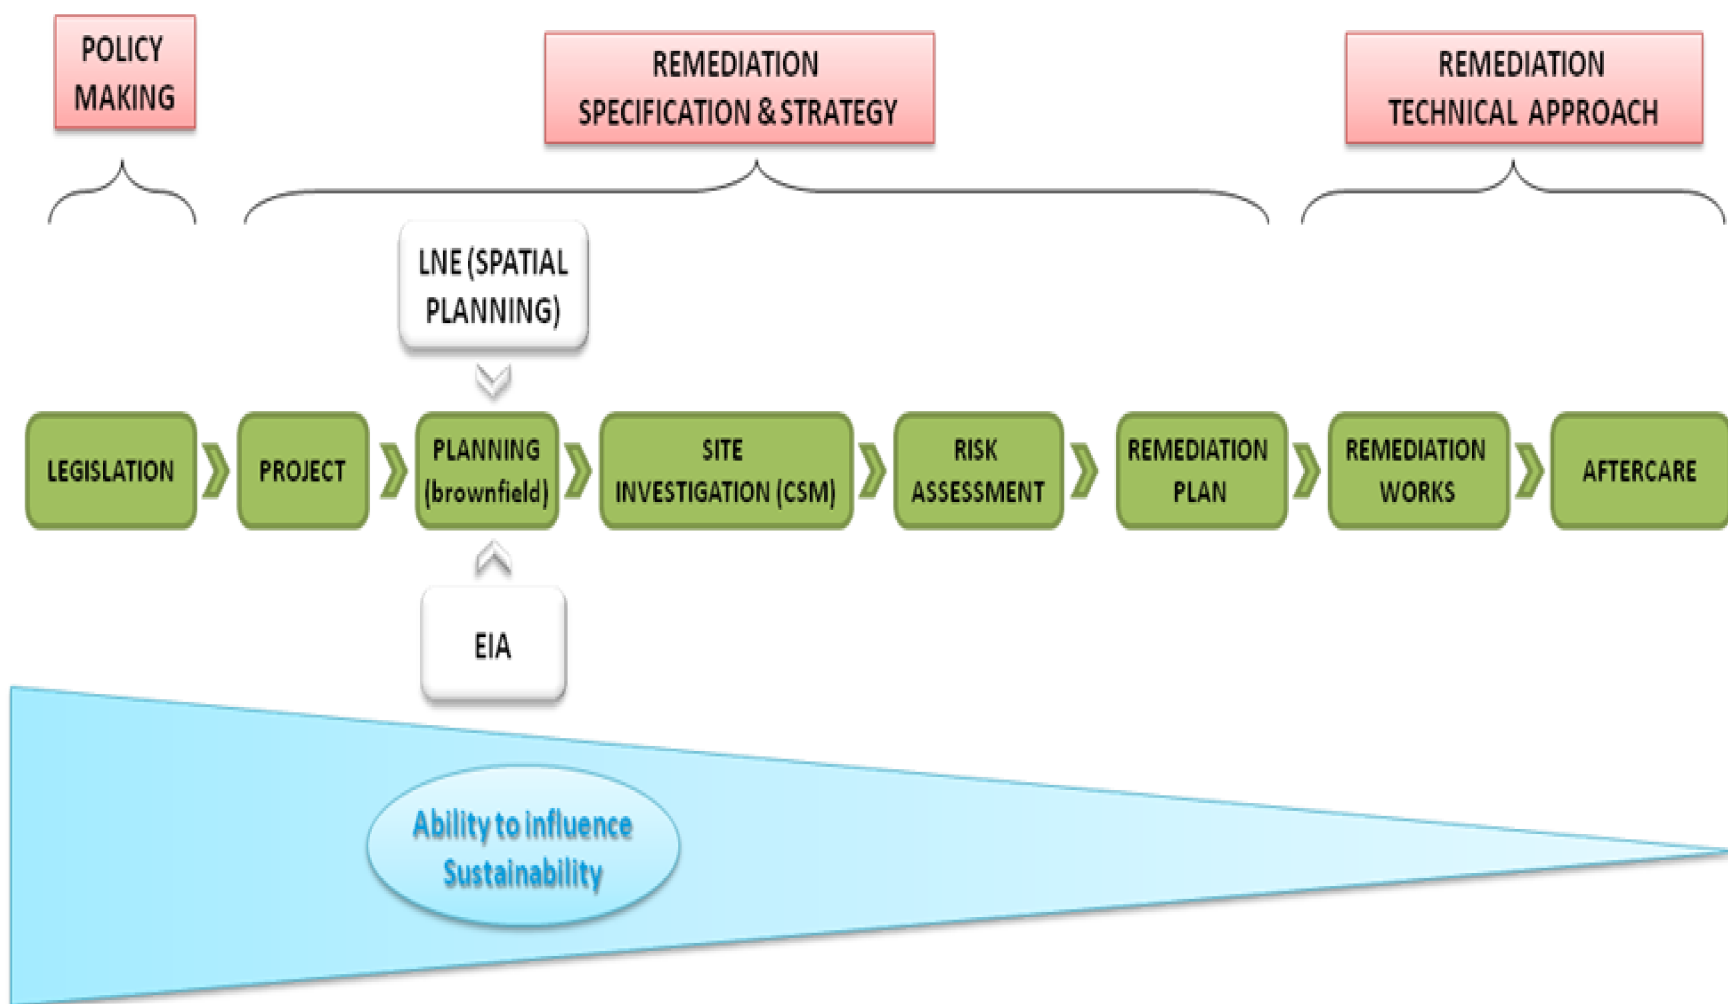 POLICY
MAKING
REMEDIATION
SPECIFICATION & STRATEGY
REMEDIATION
TECHNICAL APPROACH
LNE (SPATIAL
PLANNING)
LEGISLATION
PROJECT
PLANNING
(brownfield)
SITE
INVESTIGATION (CSM)
RISK
ASSESSMENT
REMEDIATION
PLAN
REMEDIATION
WORKS
AFTERCARE
EIA
Ability to influence
Sustainability